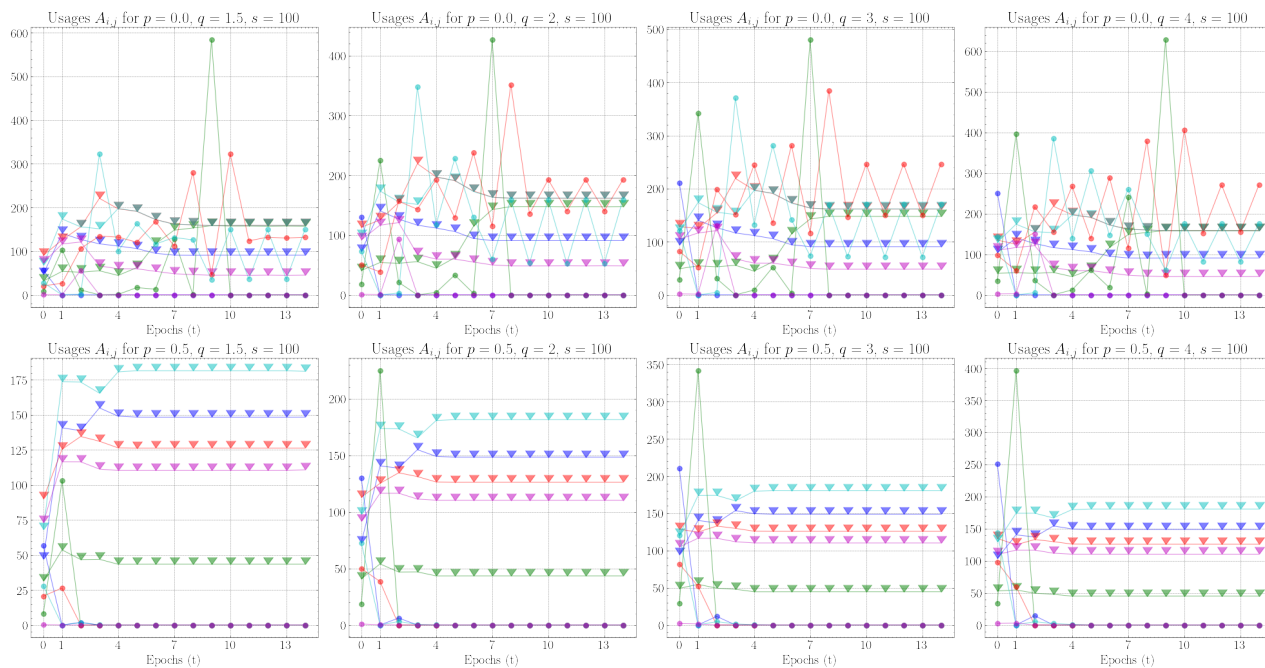 Usages $A_{i,j}$ for $p = 0.0$, $q = 1.5$, $s = 100$
600
500
400
300
200
100
0
0 1 4 7 10 13
Epochs (t)
Usages $A_{i,j}$ for $p = 0.0$, $q = 2$, $s = 100$
400
300
200
100
0
0 1 4 7 10 13
Epochs (t)
Usages $A_{i,j}$ for $p = 0.0$, $q = 3$, $s = 100$
500
400
300
200
100
0
0 1 4 7 10 13
Epochs (t)
Usages $A_{i,j}$ for $p = 0.0$, $q = 4$, $s = 100$
600
500
400
300
200
100
0
0 1 4 7 10 13
Epochs (t)
Usages $A_{i,j}$ for $p = 0.5$, $q = 1.5$, $s = 100$
175
150
125
100
75
50
25
0
0 1 4 7 10 13
Epochs (t)
Usages $A_{i,j}$ for $p = 0.5$, $q = 2$, $s = 100$
200
150
100
50
0
0 1 4 7 10 13
Epochs (t)
Usages $A_{i,j}$ for $p = 0.5$, $q = 3$, $s = 100$
350
300
250
200
150
100
50
0
0 1 4 7 10 13
Epochs (t)
Usages $A_{i,j}$ for $p = 0.5$, $q = 4$, $s = 100$
400
350
300
250
200
150
100
50
0
0 1 4 7 10 13
Epochs (t)